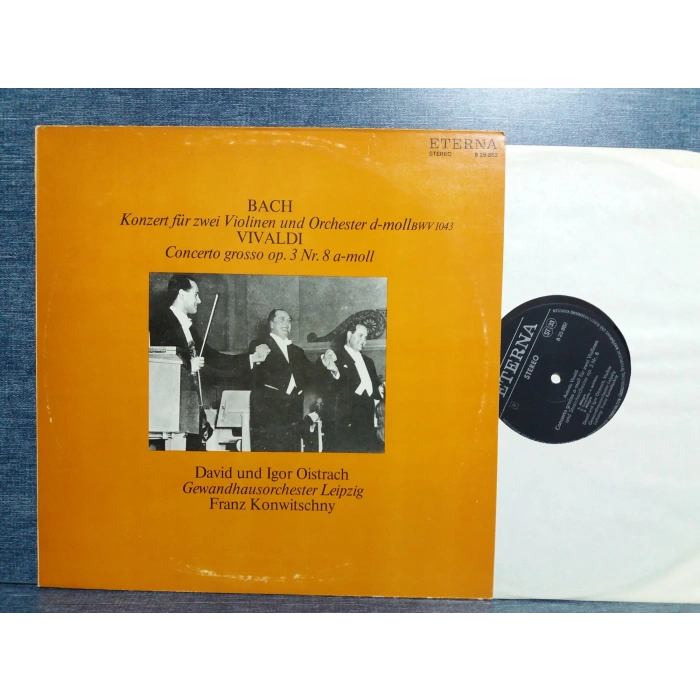 ETERNA
STEREO
BACH
Konzert für zwei Violinen und Orchester d-moll BWV 1043
VIVALDI
Concerto grosso op. 3 Nr. 8 a-moll
David und Igor Oistrach
Gewandhausorchester Leipzig
Franz Konwitschny
ETERNA
STEREO